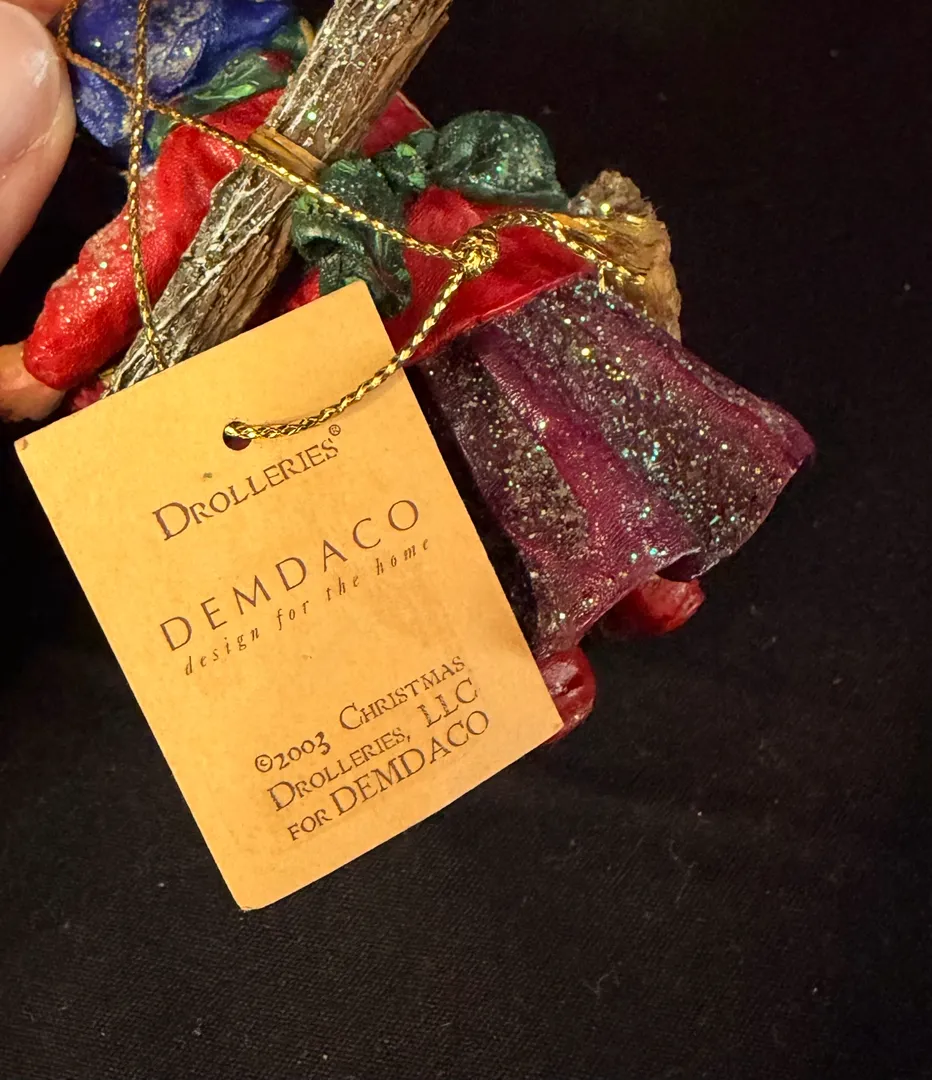 Drolleries®
DEMDACO
design for the home
©2003 Christmas
Drolleries, LLC
for DEMDACO